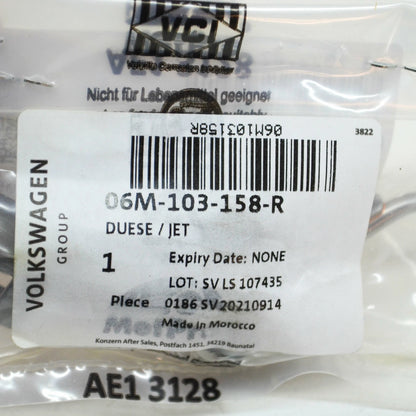 VCI
Nicht für Lebensmittel geeignet
06M103158R
3822
VOLKSWAGEN
GROUP
06M-103-158-R
DUESE / JET
1
Expiry Date: NONE
LOT: SV LS 107435
Piece 0186 SV 20210914
Made in Morocco
Konzern After Sales, Postfach 1451, 34219 Baunatal
AE1 3128